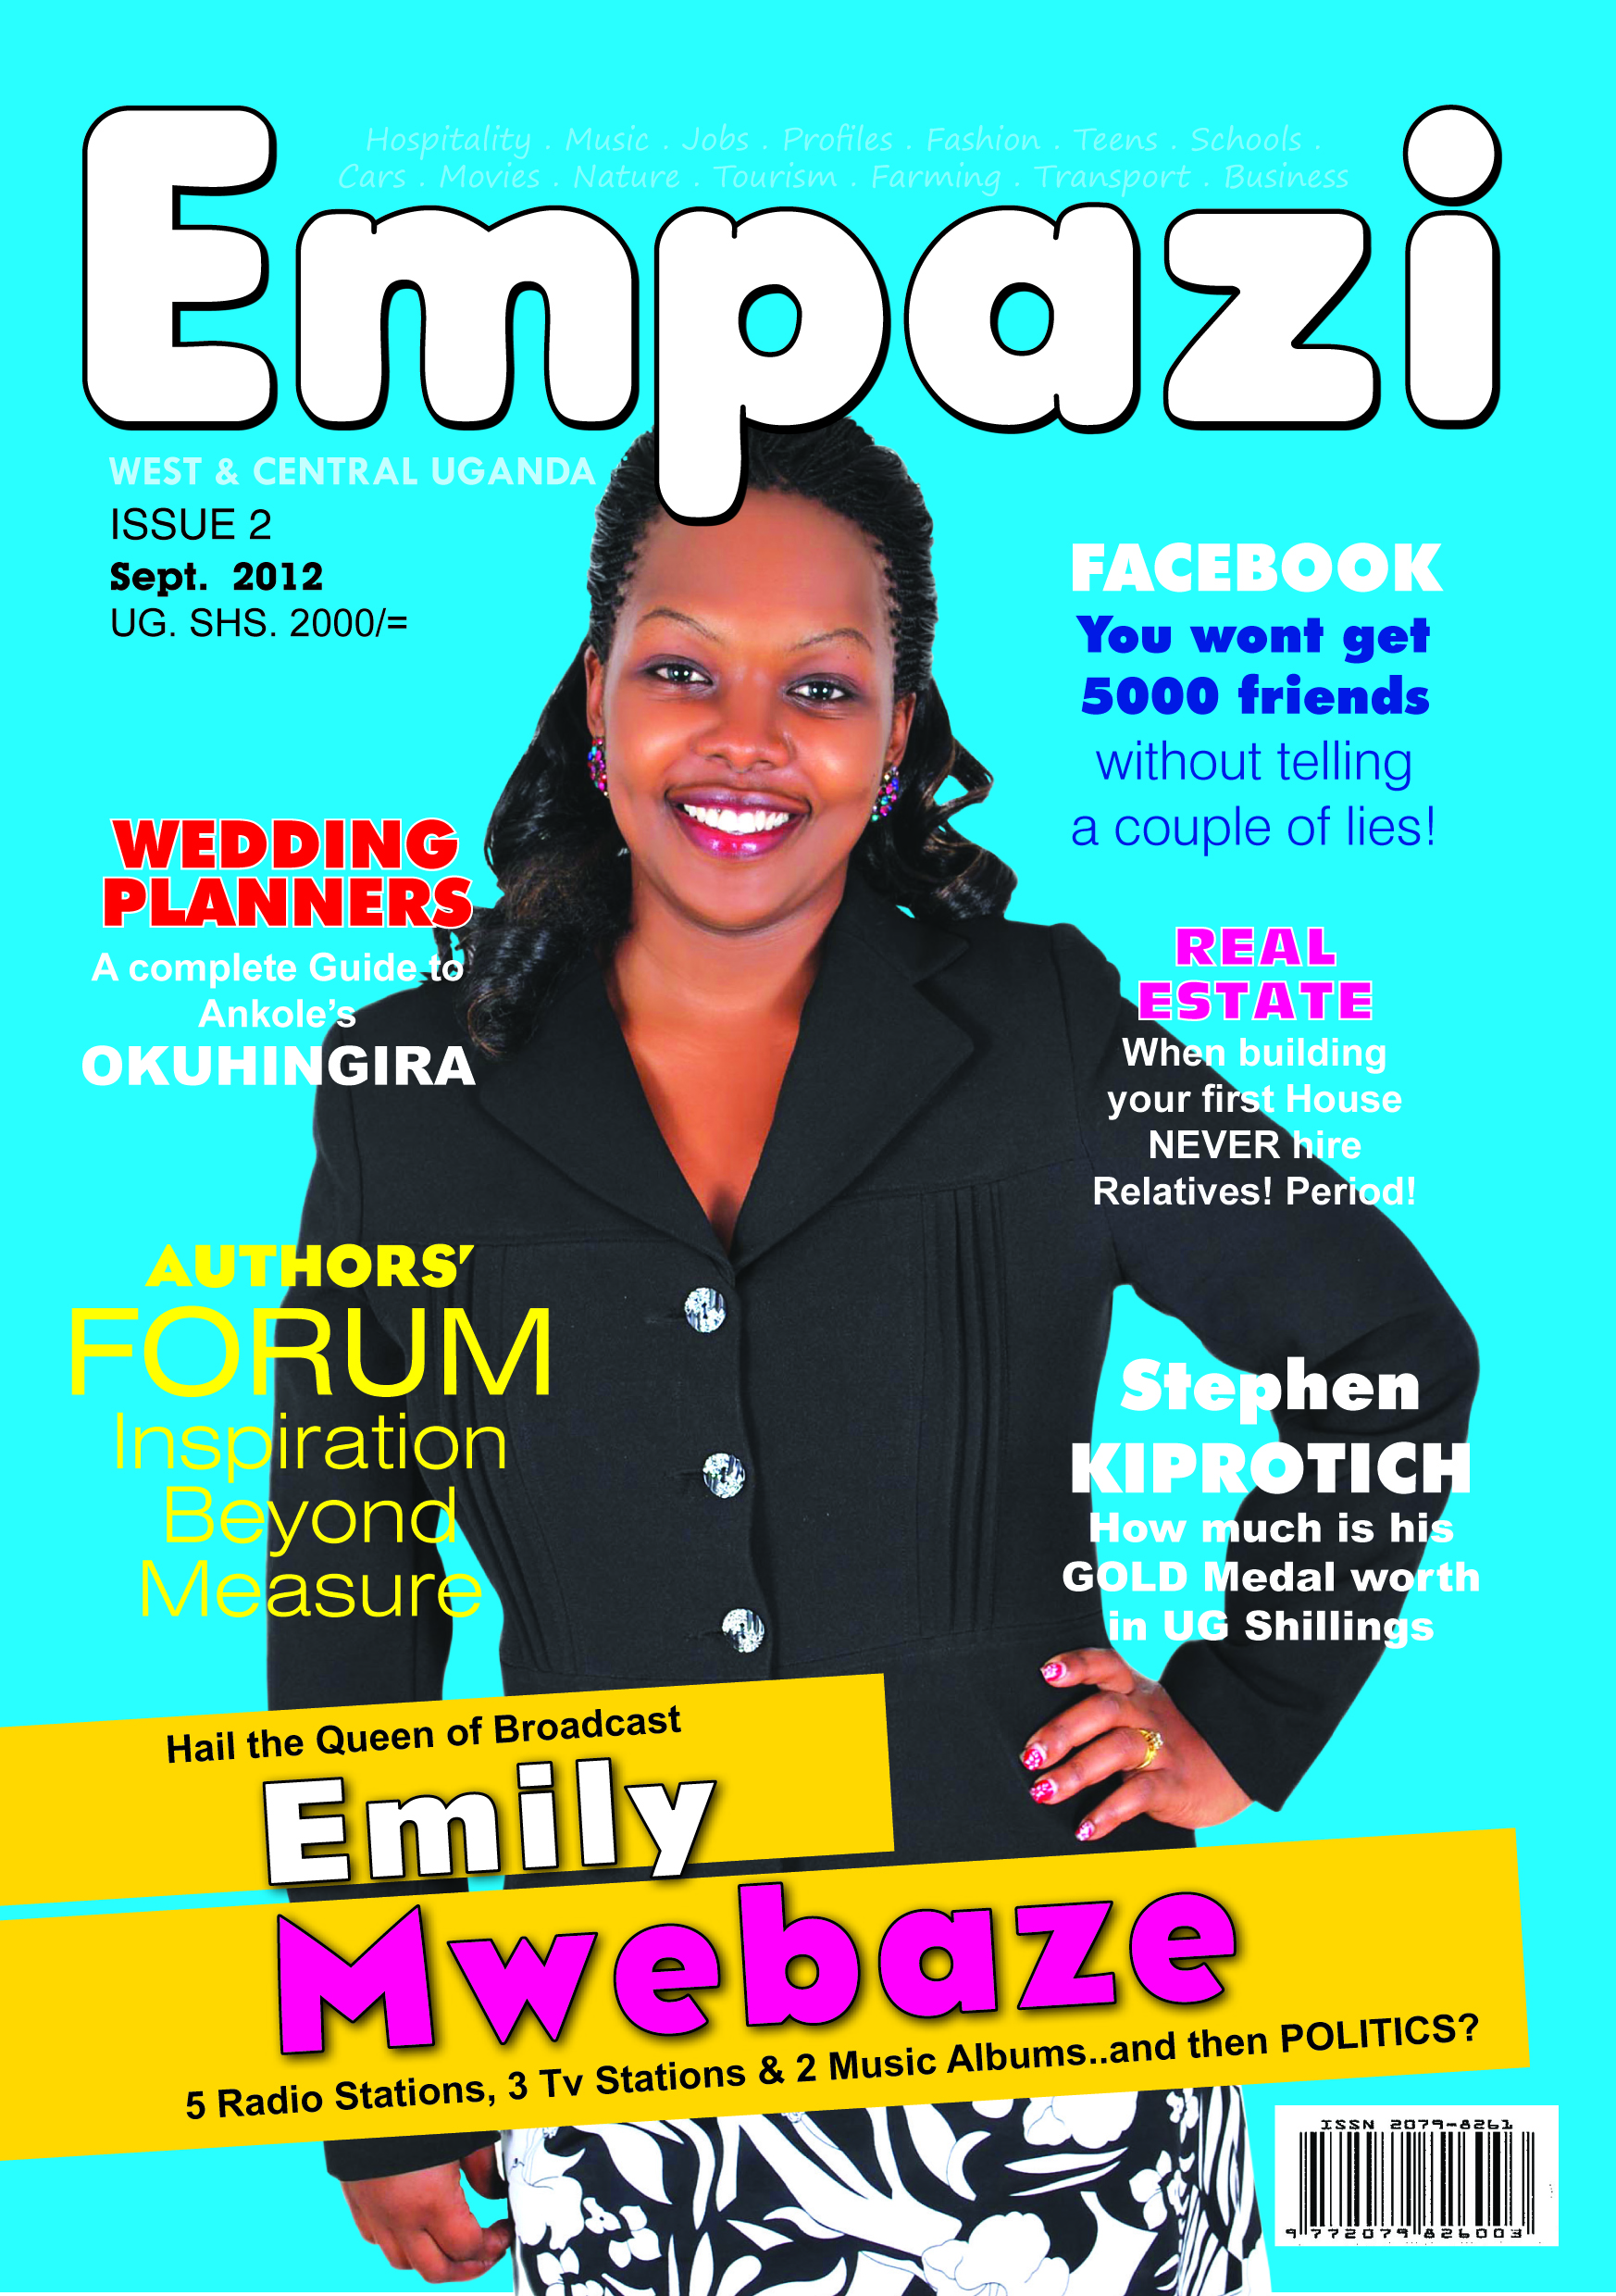 Hospitality . Music . Jobs . Profiles . Fashion . Teens . Schools .
Cars . Movies . Nature . Tourism . Farming . Transport . Business
Empazi
WEST & CENTRAL UGANDA
ISSUE 2
Sept. 2012
UG. SHS. 2000/=
FACEBOOK
You wont get
5000 friends
without telling
a couple of lies!
WEDDING
PLANNERS
A complete Guide to
Ankole's
OKUHINGIRA
REAL
ESTATE
When building
your first House
NEVER hire
Relatives! Period!
AUTHORS'
FORUM
Inspiration
Beyond
Measure
Stephen
KIPROTICH
How much is his
GOLD Medal worth
in UG Shillings
Hail the Queen of Broadcast
Emily
Mwebaze
5 Radio Stations, 3 Tv Stations & 2 Music Albums..and then POLITICS?
ISSN 2079-8261
9 772079 826003